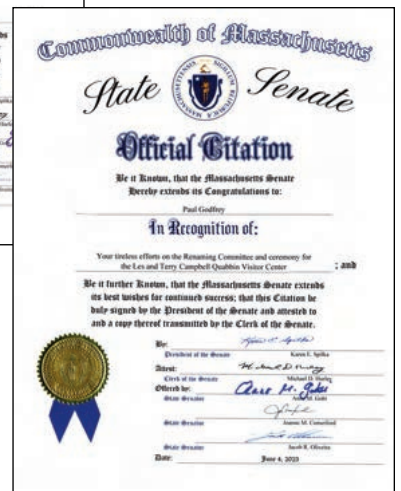 Commonwealth of Massachusetts
State Senate
Official Citation
Be it Known, that the Massachusetts Senate
Hereby extends its Congratulations to:
Paul Godfrey
In Recognition of:
Your tireless efforts on the Renaming Committee and ceremony for
the Les and Terry Campbell Quabbin Visitor Center ; and
Be it further Known, that the Massachusetts Senate extends
its best wishes for continued success; that this Citation be
duly signed by the President of the Senate and attested to
and a copy thereof transmitted by the Clerk of the Senate.
By:
President of the Senate Karen E. Spilka
Attest:
Clerk of the Senate Michael D. Hurley
Offered by:
State Senator Anne M. Gobi
State Senator Joanne M. Comerford
State Senator Jacob R. Oliveira
Date: June 4, 2023